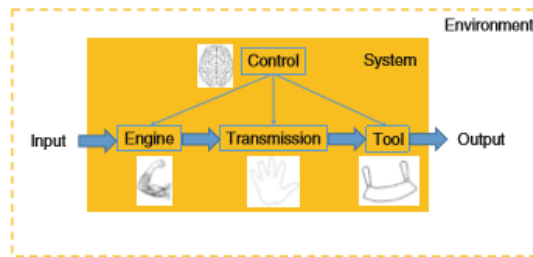 Environment
Control
System
Input
Engine
Transmission
Tool
Output